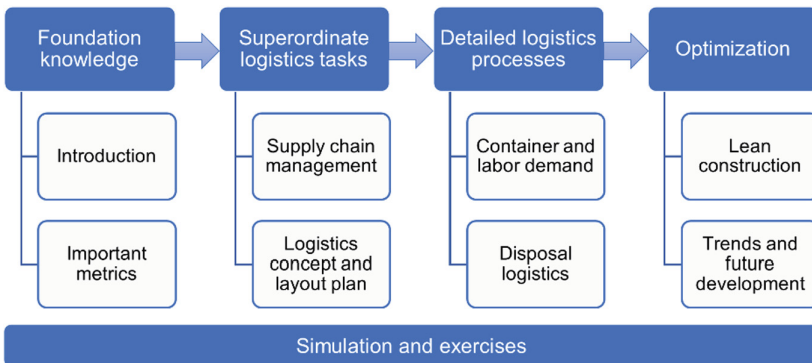 Foundation
knowledge
Superordinate
logistics tasks
Detailed logistics
processes
Optimization
Introduction
Supply chain
management
Container and
labor demand
Lean
construction
Important
metrics
Logistics
concept and
layout plan
Disposal
logistics
Trends and
future
development
Simulation and exercises